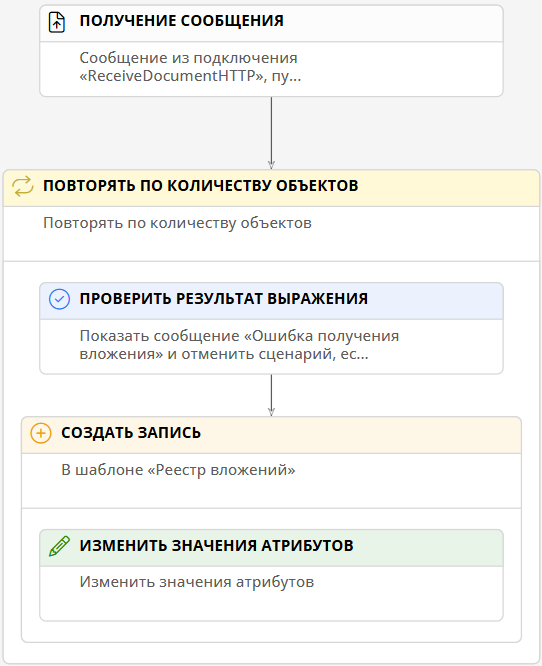 ПОЛУЧЕНИЕ СООБЩЕНИЯ
Сообщение из подключения
«ReceiveDocumentHTTP», пу...
ПОВТОРЯТЬ ПО КОЛИЧЕСТВУ ОБЪЕКТОВ
Повторять по количеству объектов
ПРОВЕРИТЬ РЕЗУЛЬТАТ ВЫРАЖЕНИЯ
Показать сообщение «Ошибка получения
вложения» и отменить сценарий, ес...
СОЗДАТЬ ЗАПИСЬ
В шаблоне «Реестр вложений»
ИЗМЕНИТЬ ЗНАЧЕНИЯ АТРИБУТОВ
Изменить значения атрибутов